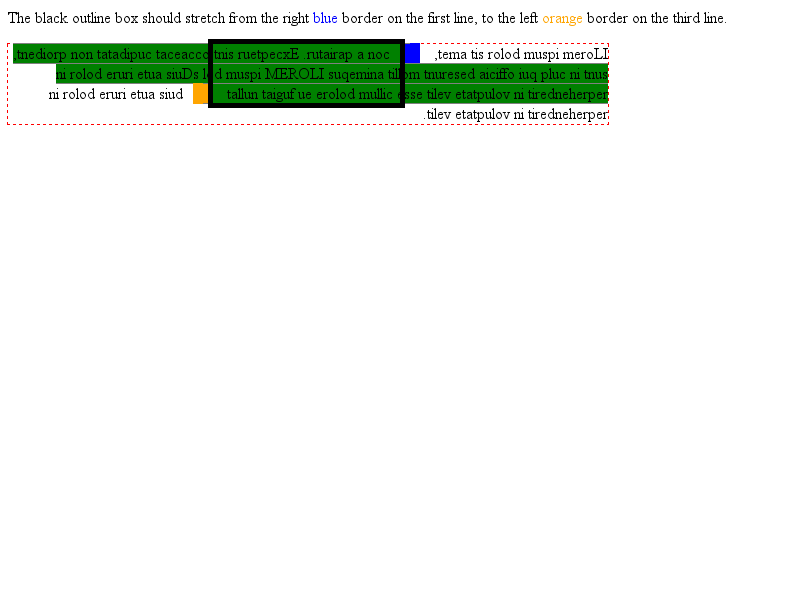 The black outline box should stretch from the right blue border on the first line, to the left orange border on the third line.
,tnediorp non tatadipuc taceacco tnis ruetpecxE .rutairap a noc ,tema tis rolod muspi meroLI
ni rolod eruri etua siuDs lod muspi MEROLI suqemina tillom tnuresed aiciffo iuq pluc ni tnus
ni rolod eruri etua siud tallun taiguf ue erolod mullic esse tilev etatpulov ni tiredneherper
.tilev etatpulov ni tiredneherper